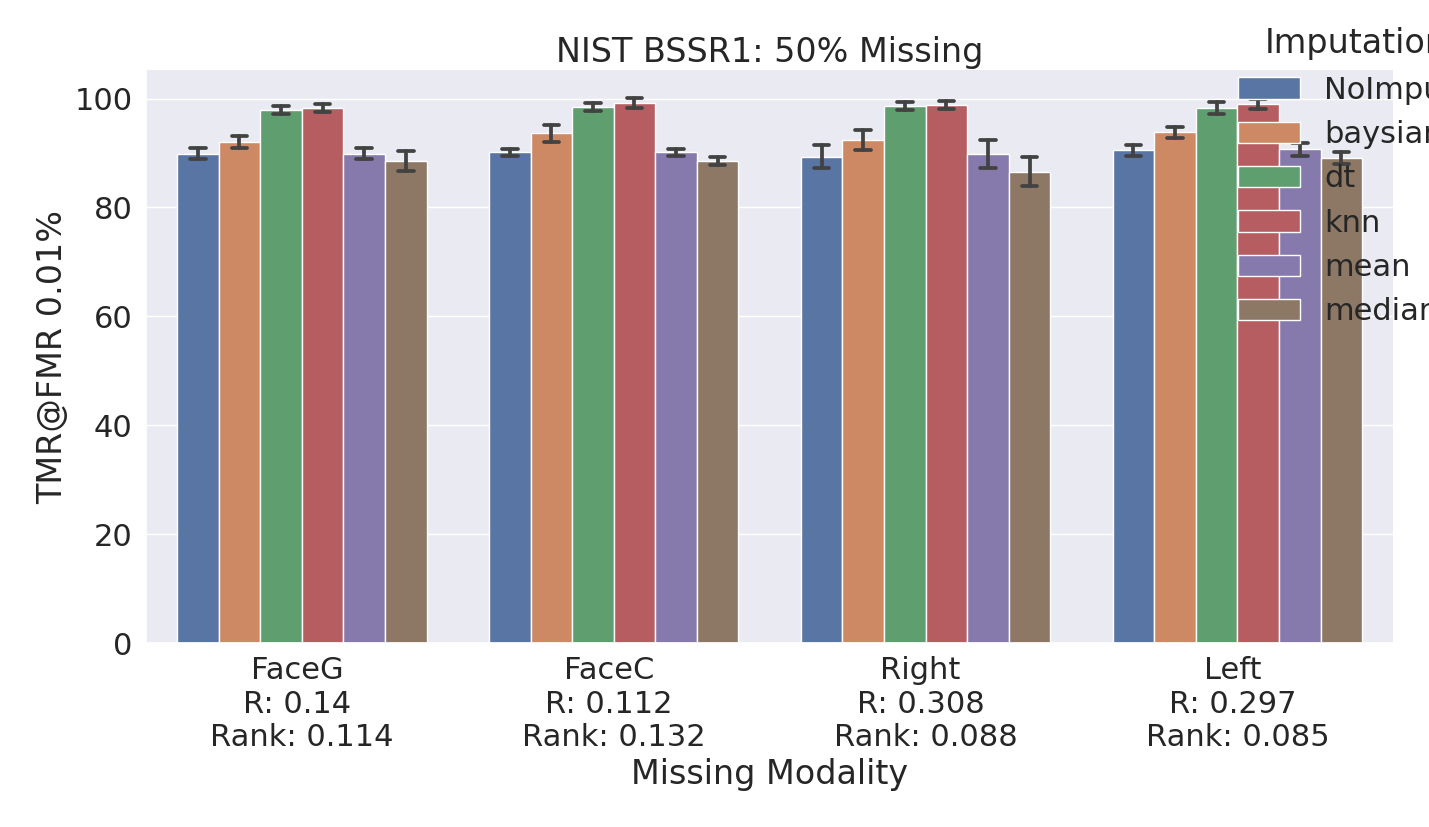 NIST BSSR1: 50% Missing
Imputation
NoImpu
baysian
dt
knn
mean
median
TMR@FMR 0.01%
100
80
60
40
20
0
FaceG
R: 0.14
Rank: 0.114
FaceC
R: 0.112
Rank: 0.132
Right
R: 0.308
Rank: 0.088
Left
R: 0.297
Rank: 0.085
Missing Modality